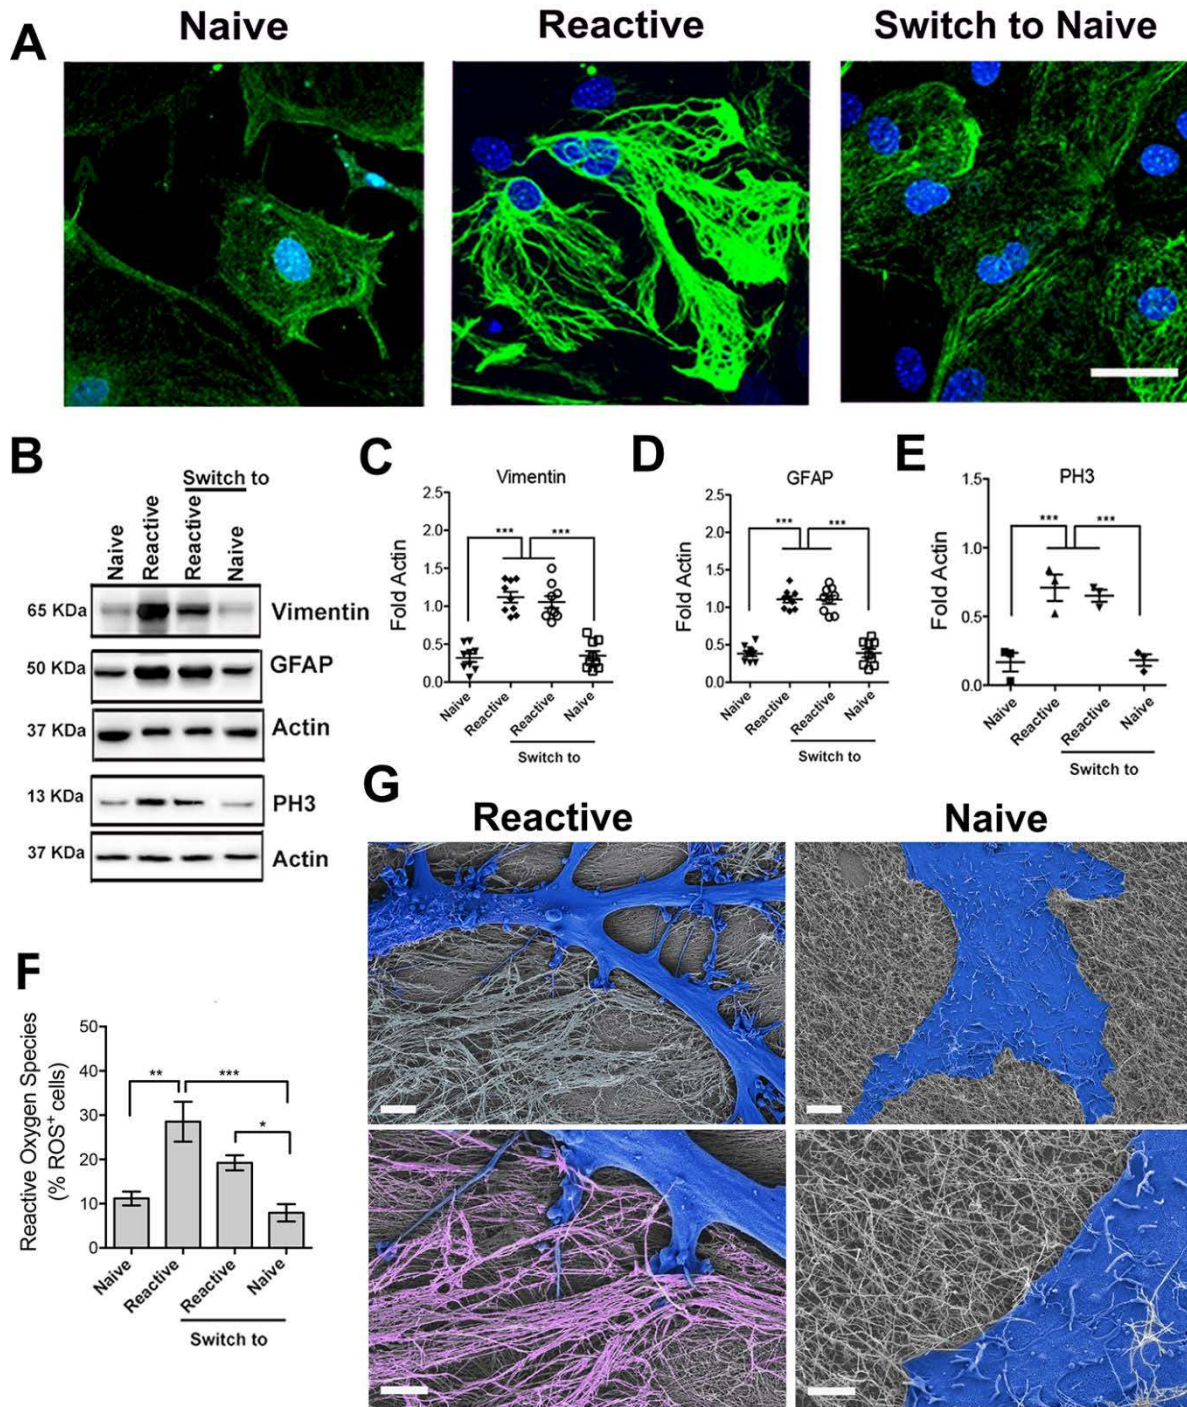 A
Naive
Reactive
Switch to Naive
B
Switch to
Naive
Reactive
Reactive
Naive
65 KDa
Vimentin
50 KDa
GFAP
37 KDa
Actin
13 KDa
PH3
37 KDa
Actin
C
Vimentin
Fold Actin
2.5
2.0
1.5
1.0
0.5
0.0
***
***
Naive
Reactive
Reactive
Naive
Switch to
D
GFAP
Fold Actin
2.5
2.0
1.5
1.0
0.5
0.0
***
***
Naive
Reactive
Reactive
Naive
Switch to
E
PH3
Fold Actin
1.5
1.0
0.5
0.0
***
***
Naive
Reactive
Reactive
Naive
Switch to
F
Reactive Oxygen Species
(% ROS+ cells)
50
40
30
20
10
0
**
***
*
Naive
Reactive
Reactive
Naive
Switch to
G
Reactive
Naive